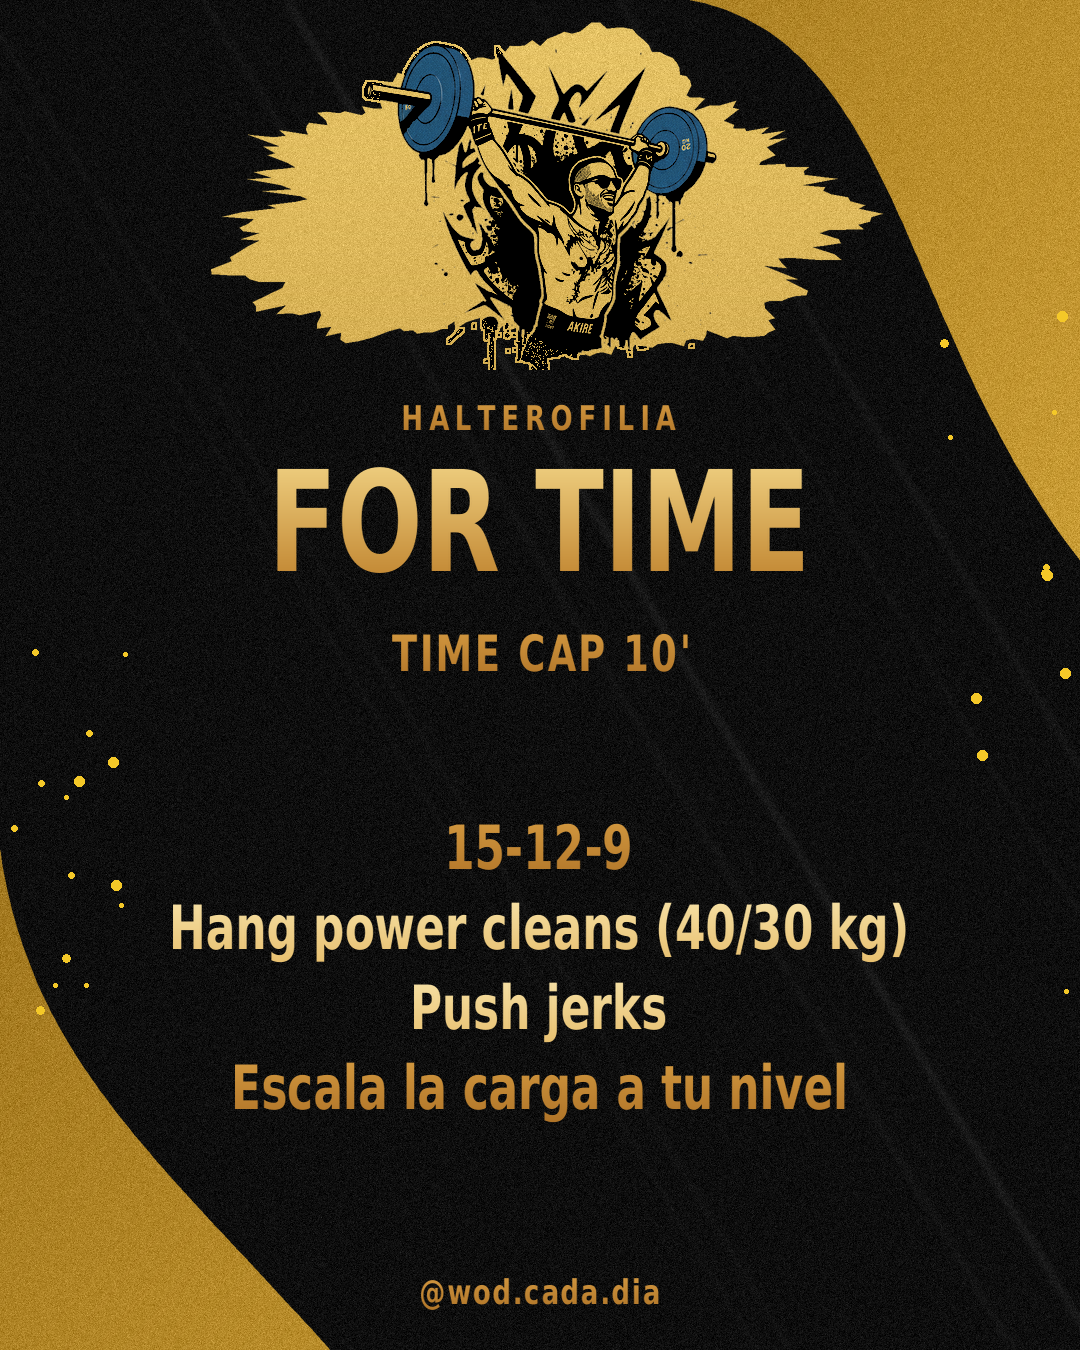 AKIRE
HALTEROFILIA
FOR TIME
TIME CAP 10'
15-12-9
Hang power cleans (40/30 kg)
Push jerks
Escala la carga a tu nivel
@wod.cada.dia